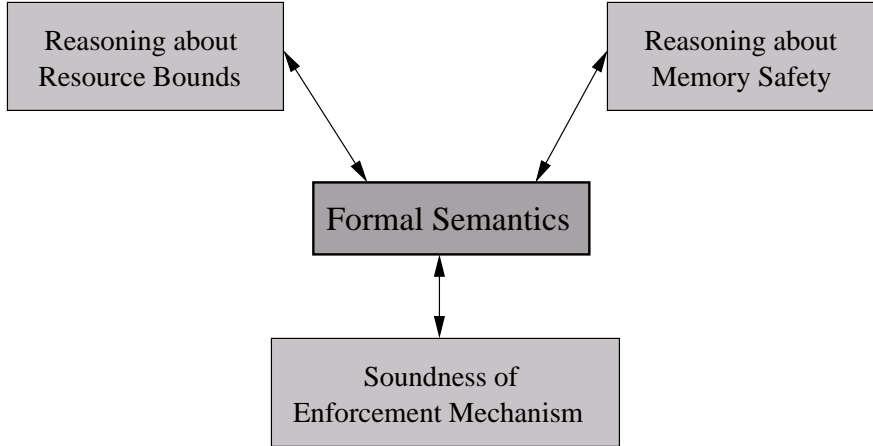 Reasoning about
Resource Bounds
Reasoning about
Memory Safety
Formal Semantics
Soundness of
Enforcement Mechanism